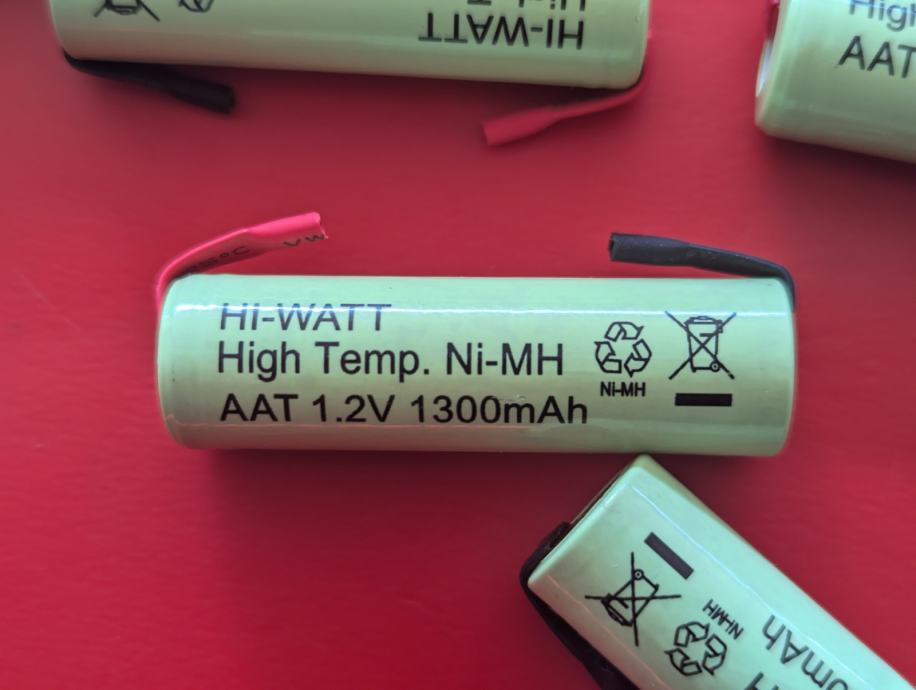 HI-WATT
High
AAT
HI-WATT
High Temp. Ni-MH
AAT 1.2V 1300mAh
Ni-MH
Ni-MH